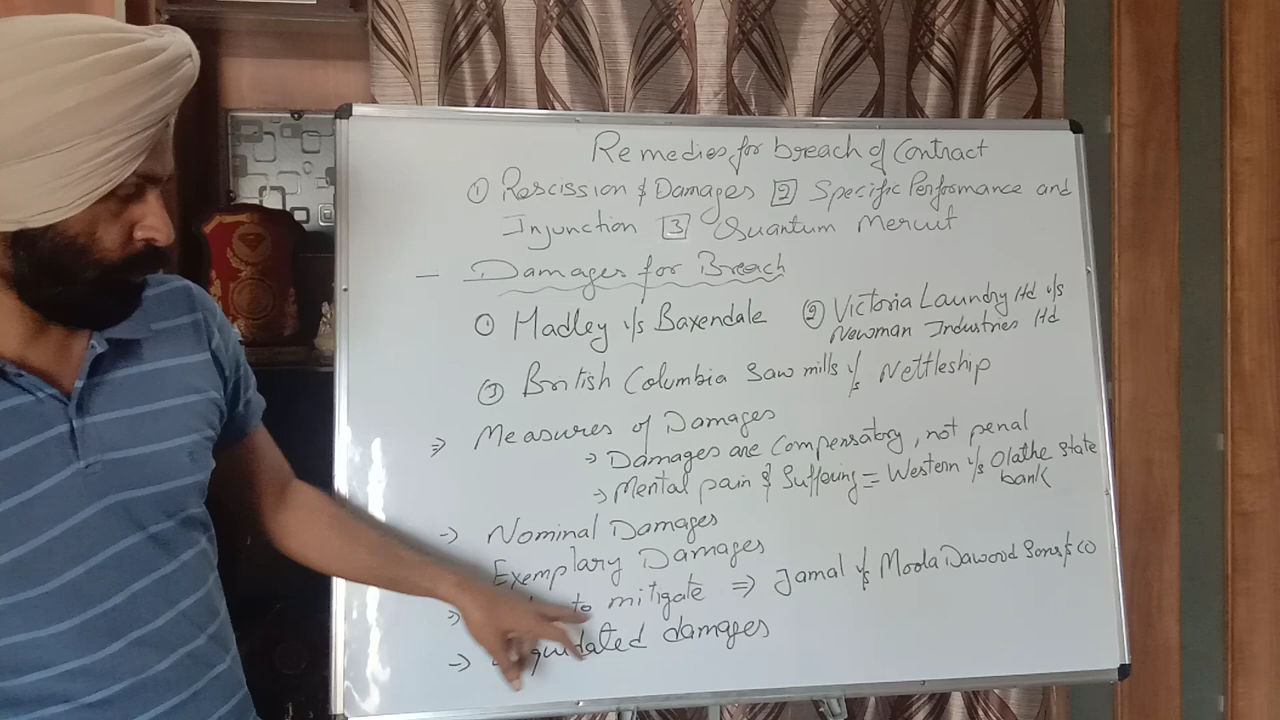 Remedies for breach of Contract
① Rescission & Damages 2 Specific Performance and
Injunction 3 Quantum Meruit
– Damages for Breach
① Hadley v/s Baxendale ② Victoria Laundry ltd v/s
Newman Industries ltd
③ British Columbia Saw mills v/s Nettleship
⇒ Measures of Damages
→ Damages are Compensatory, not penal
→ Mental pain & Suffering = Western v/s Olathe State
bank
→ Nominal Damages
Exemplary Damages
→ to mitigate ⇒ Jamal v/s Moola Dawood Sons & CO
→ damages